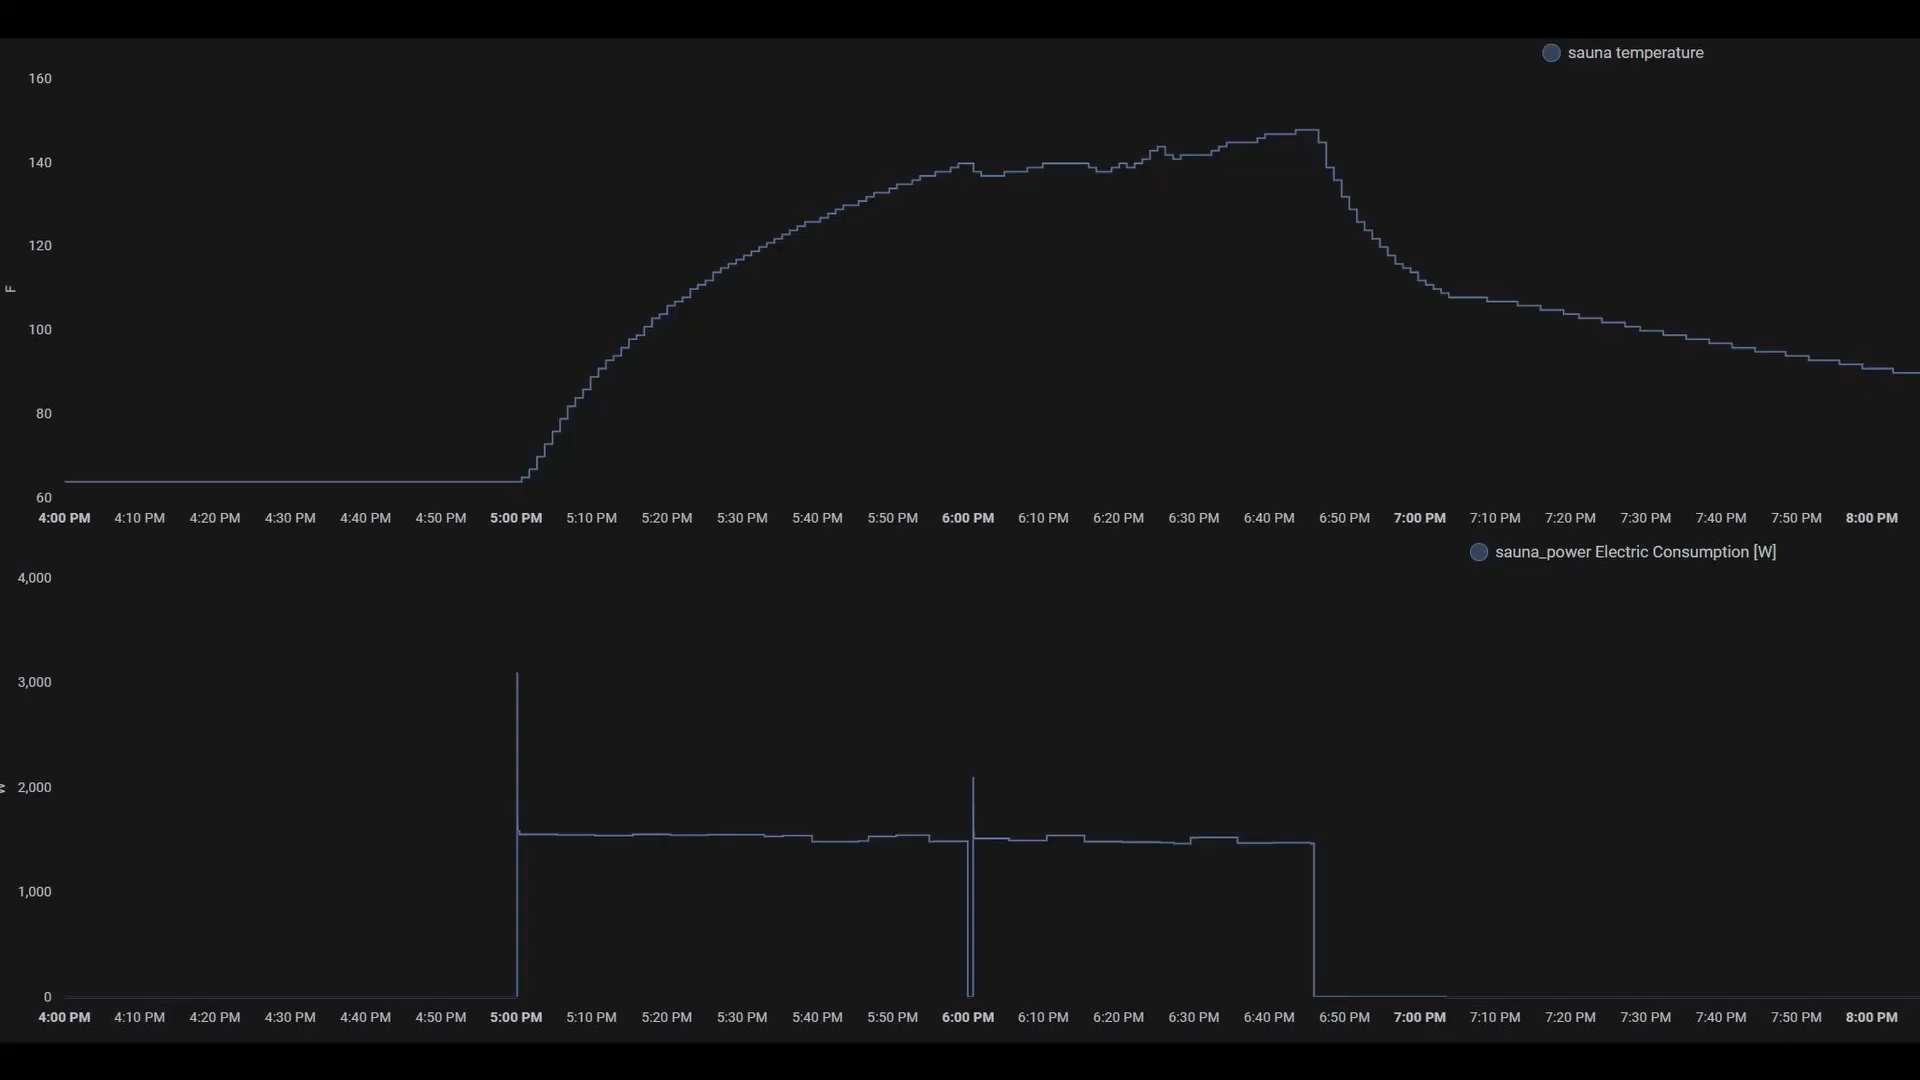 sauna temperature
160
140
120
F
100
80
60
4:00 PM 4:10 PM 4:20 PM 4:30 PM 4:40 PM 4:50 PM 5:00 PM 5:10 PM 5:20 PM 5:30 PM 5:40 PM 5:50 PM 6:00 PM 6:10 PM 6:20 PM 6:30 PM 6:40 PM 6:50 PM 7:00 PM 7:10 PM 7:20 PM 7:30 PM 7:40 PM 7:50 PM 8:00 PM
sauna_power Electric Consumption [W]
4,000
3,000
W
2,000
1,000
0
4:00 PM 4:10 PM 4:20 PM 4:30 PM 4:40 PM 4:50 PM 5:00 PM 5:10 PM 5:20 PM 5:30 PM 5:40 PM 5:50 PM 6:00 PM 6:10 PM 6:20 PM 6:30 PM 6:40 PM 6:50 PM 7:00 PM 7:10 PM 7:20 PM 7:30 PM 7:40 PM 7:50 PM 8:00 PM